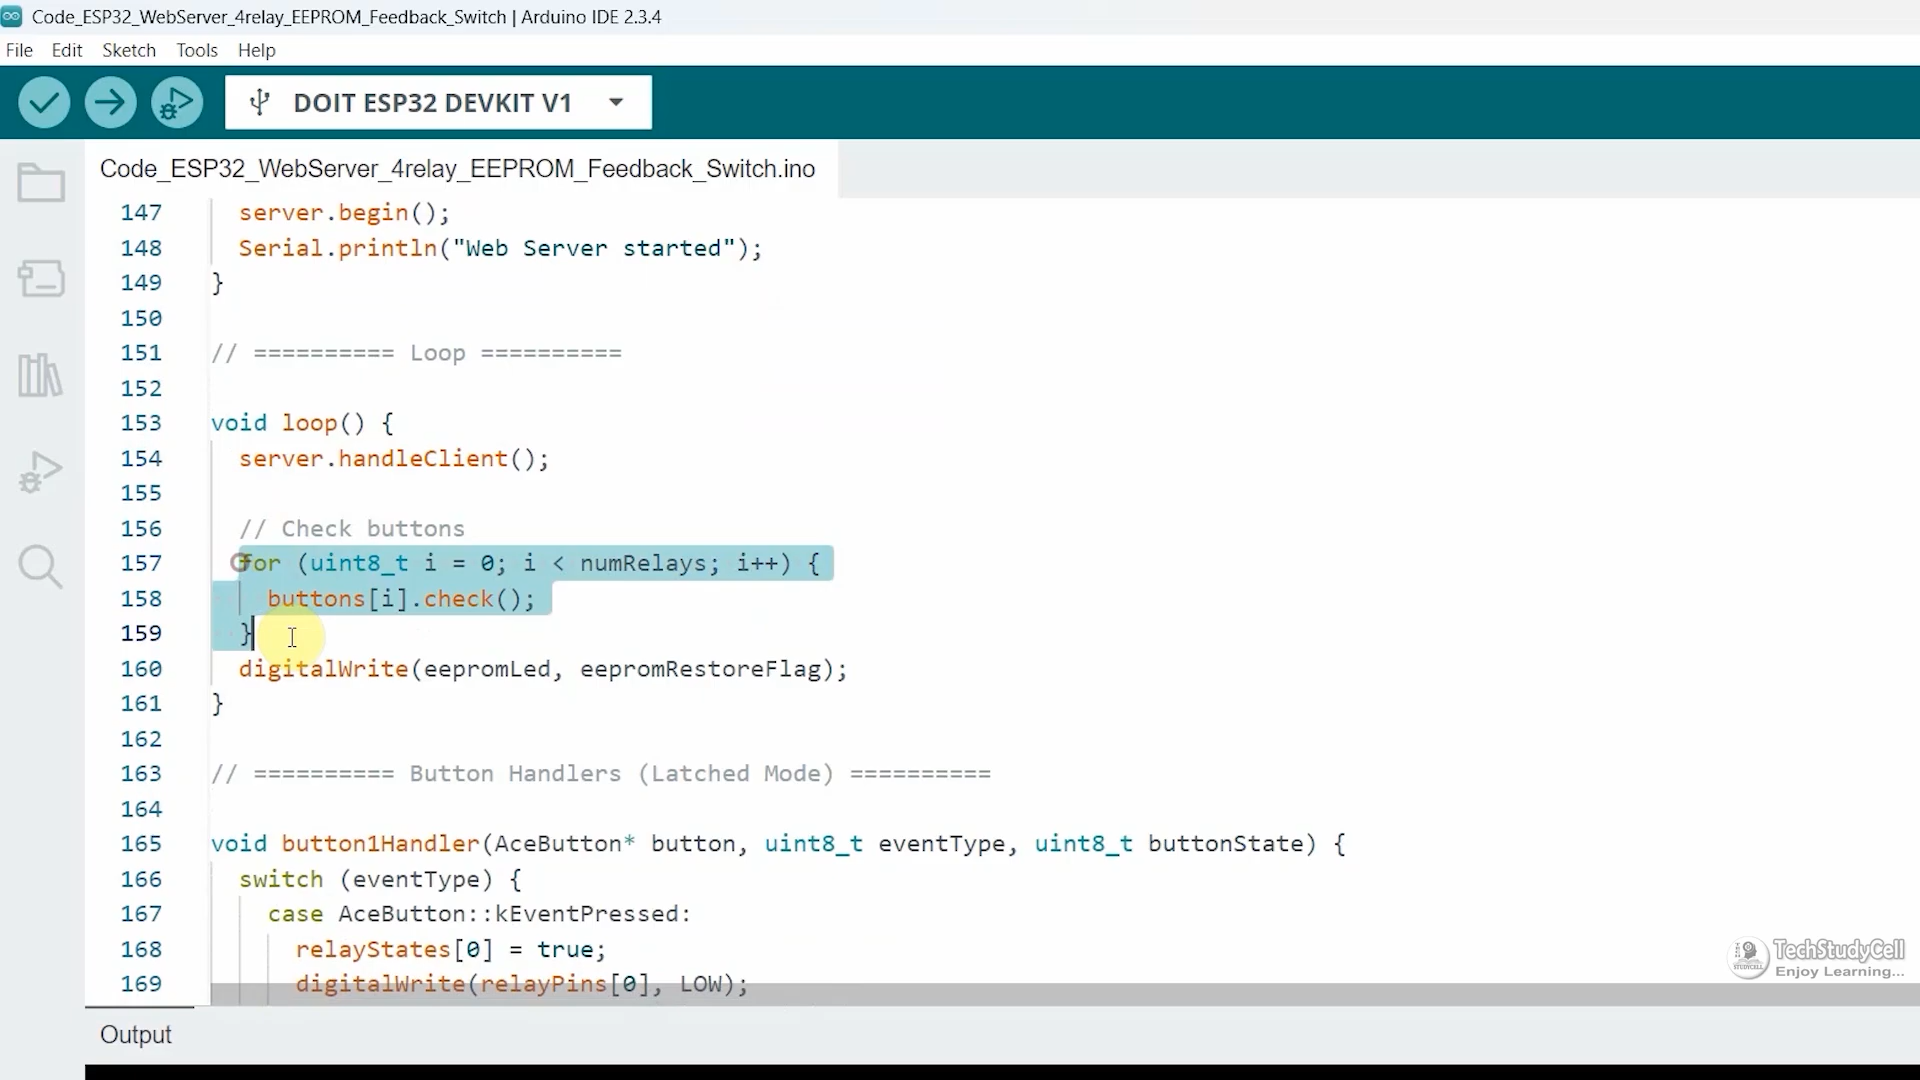 Code_ESP32_WebServer_4relay_EEPROM_Feedback_Switch | Arduino IDE 2.3.4
File Edit Sketch Tools Help
DOIT ESP32 DEVKIT V1
Code_ESP32_WebServer_4relay_EEPROM_Feedback_Switch.ino
147 server.begin();
148 Serial.println("Web Server started");
149 }
150
151 // ========== Loop ==========
152
153 void loop() {
154 server.handleClient();
155
156 // Check buttons
157 for (uint8_t i = 0; i < numRelays; i++) {
158 buttons[i].check();
159 }
160 digitalWrite(eepromLed, eepromRestoreFlag);
161 }
162
163 // ========== Button Handlers (Latched Mode) ==========
164
165 void button1Handler(AceButton* button, uint8_t eventType, uint8_t buttonState) {
166 switch (eventType) {
167 case AceButton::kEventPressed:
168 relayStates[0] = true;
169 digitalWrite(relayPins[0], LOW);
TechStudyCell
STUDYCELL
Enjoy Learning...
Output